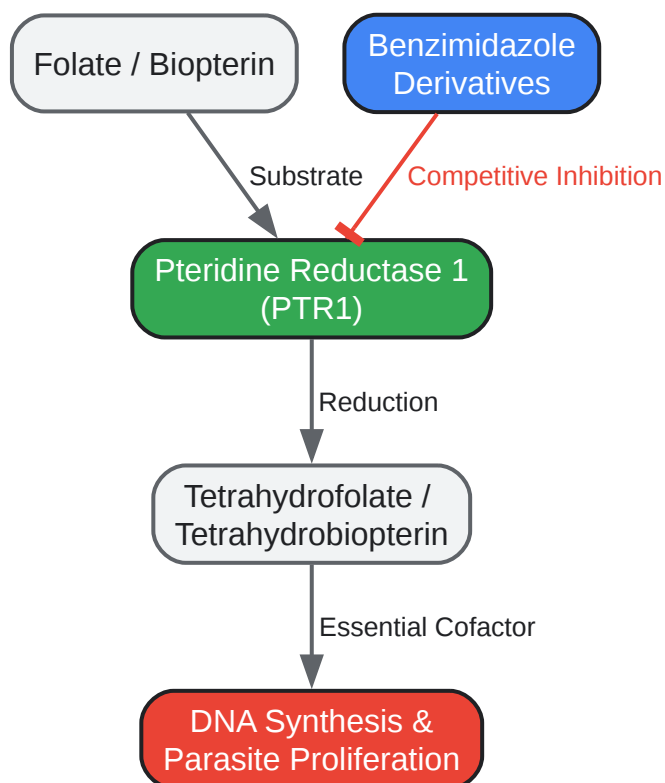 Folate / Biopterin
Benzimidazole
Derivatives
Substrate
Competitive Inhibition
Pteridine Reductase 1
(PTR1)
Reduction
Tetrahydrofolate /
Tetrahydrobiopterin
Essential Cofactor
DNA Synthesis &
Parasite Proliferation